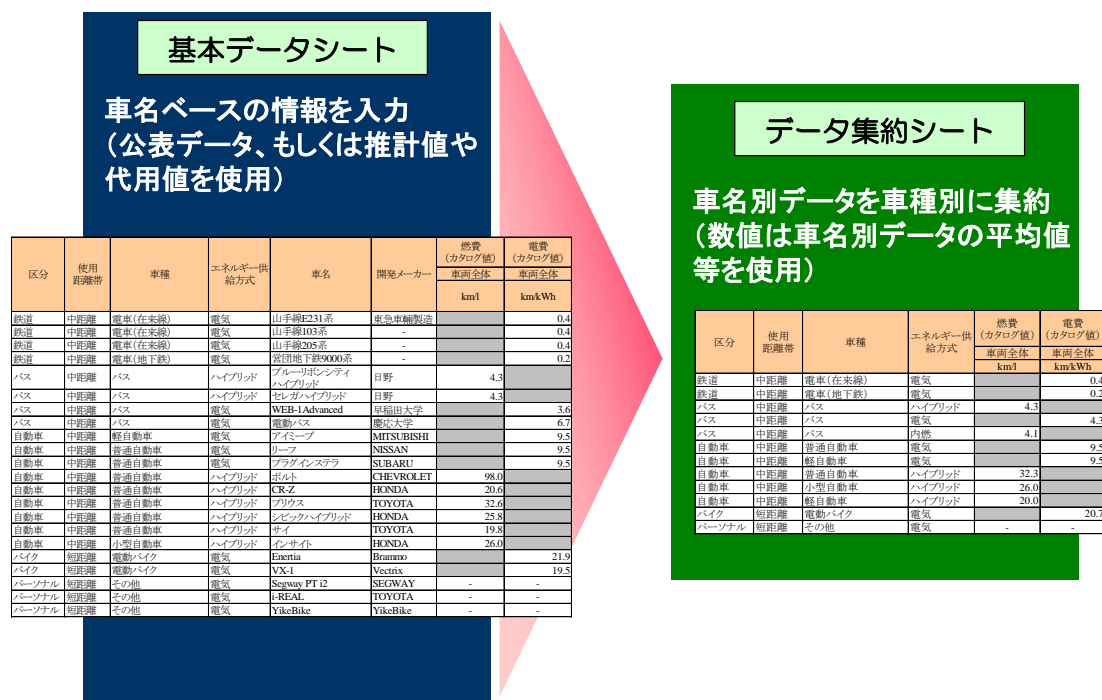 基本データシート
車名ベースの情報を入力
（公表データ、もしくは推計値や
代用値を使用）
区分 使用距離帯 車種 エネルギー供給方式 車名 開発メーカー 燃費（カタログ値） 電費（カタログ値）
車両全体 車両全体
km/l km/kWh
鉄道 中距離 電車（在来線） 電気 山手線E231系 東急車輛製造 0.4
鉄道 中距離 電車（在来線） 電気 山手線103系 - 0.4
鉄道 中距離 電車（在来線） 電気 山手線205系 - 0.4
鉄道 中距離 電車（地下鉄） 電気 営団地下鉄9000系 - 0.2
バス 中距離 バス ハイブリッド ブルーリボンシティハイブリッド 日野 4.3
バス 中距離 バス ハイブリッド セレガハイブリッド 日野 4.3
バス 中距離 バス 電気 WEB-1Advanced 早稲田大学 3.6
バス 中距離 バス 電気 電動バス 慶応大学 6.7
自動車 中距離 軽自動車 電気 アイミーブ MITSUBISHI 9.5
自動車 中距離 普通自動車 電気 リーフ NISSAN 9.5
自動車 中距離 普通自動車 電気 プラグインステラ SUBARU 9.5
自動車 中距離 普通自動車 ハイブリッド ボルト CHEVROLET 98.0
自動車 中距離 普通自動車 ハイブリッド CR-Z HONDA 20.6
自動車 中距離 普通自動車 ハイブリッド プリウス TOYOTA 32.6
自動車 中距離 普通自動車 ハイブリッド シビックハイブリッド HONDA 25.8
自動車 中距離 普通自動車 ハイブリッド サイ TOYOTA 19.8
自動車 中距離 小型自動車 ハイブリッド インサイト HONDA 26.0
バイク 短距離 電動バイク 電気 Enertia Brammo 21.9
バイク 短距離 電動バイク 電気 VX-1 Vectrix 19.5
パーソナル 短距離 その他 電気 Segway PT i2 SEGWAY - -
パーソナル 短距離 その他 電気 i-REAL TOYOTA - -
パーソナル 短距離 その他 電気 YikeBike YikeBike - -
データ集約シート
車名別データを車種別に集約
（数値は車名別データの平均値
等を使用）
区分 使用距離帯 車種 エネルギー供給方式 燃費（カタログ値） 電費（カタログ値）
車両全体 車両全体
km/l km/kWh
鉄道 中距離 電車（在来線） 電気 0.4
鉄道 中距離 電車（地下鉄） 電気 0.2
バス 中距離 バス ハイブリッド 4.3
バス 中距離 バス 電気 4.3
バス 中距離 バス 内燃 4.1
自動車 中距離 普通自動車 電気 9.5
自動車 中距離 軽自動車 電気 9.5
自動車 中距離 普通自動車 ハイブリッド 32.3
自動車 中距離 小型自動車 ハイブリッド 26.0
自動車 中距離 軽自動車 ハイブリッド 20.0
バイク 短距離 電動バイク 電気 20.7
パーソナル 短距離 その他 電気 - -